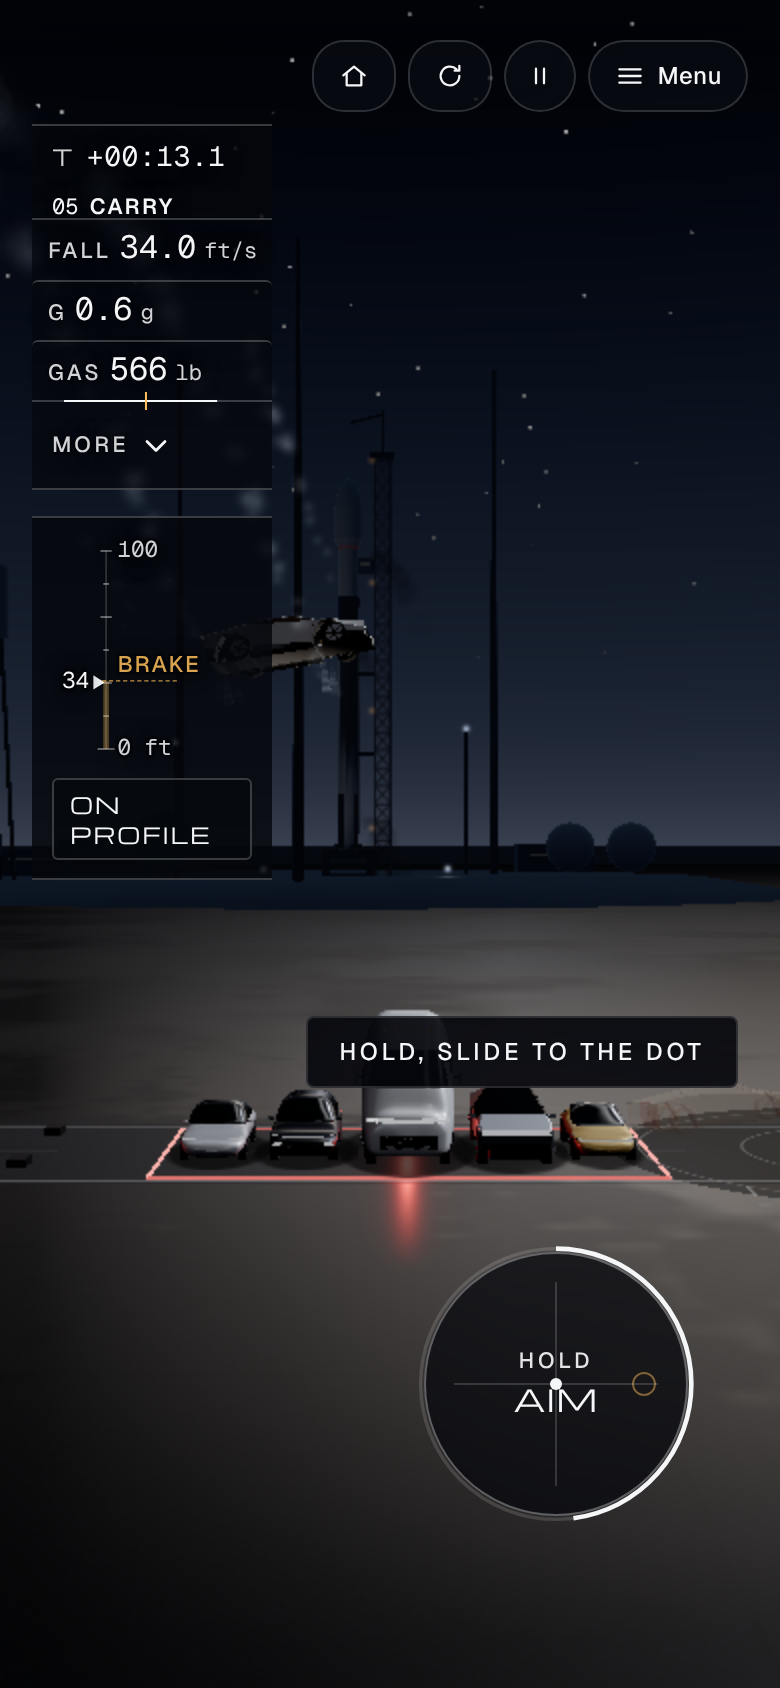 Menu
T +00:13.1
05 CARRY
FALL 34.0 ft/s
G 0.6 g
GAS 566 lb
MORE
100
BRAKE
34
0 ft
ON
PROFILE
HOLD, SLIDE TO THE DOT
HOLD
AIM